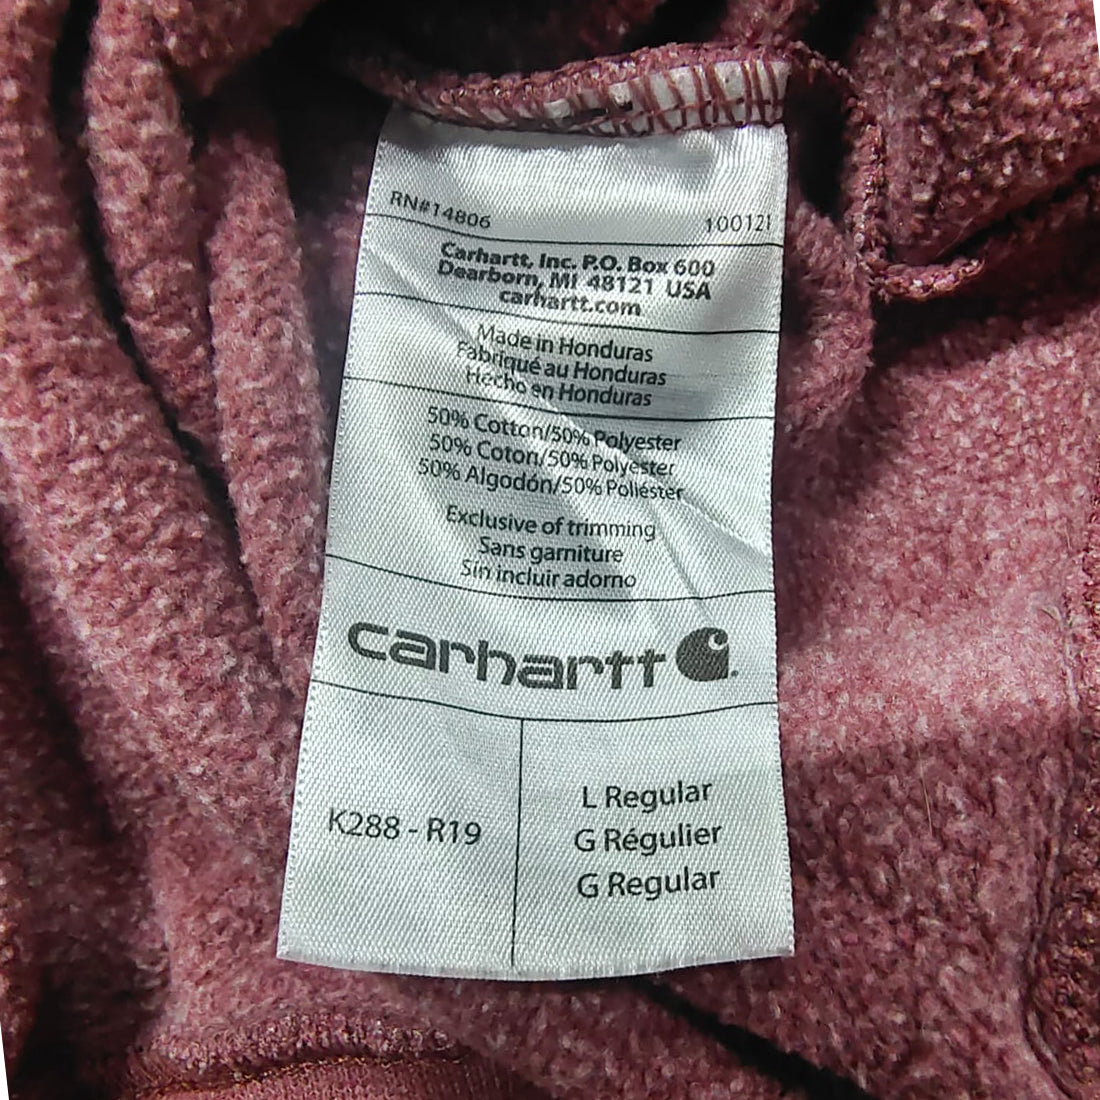 RN#14806
Carhartt, Inc. P.O. Box 600
Dearborn, MI 48121 USA
carhartt.com
Made in Honduras
Fabriqué au Honduras
Hecho en Honduras
50% Cotton/50% Polyester
50% Coton/50% Polyester
50% Algodón/50% Poliéster
Exclusive of trimming
Sans garniture
Sin incluir adorno
carhartt
K288 - R19
L Regular
G Régulier
G Regular